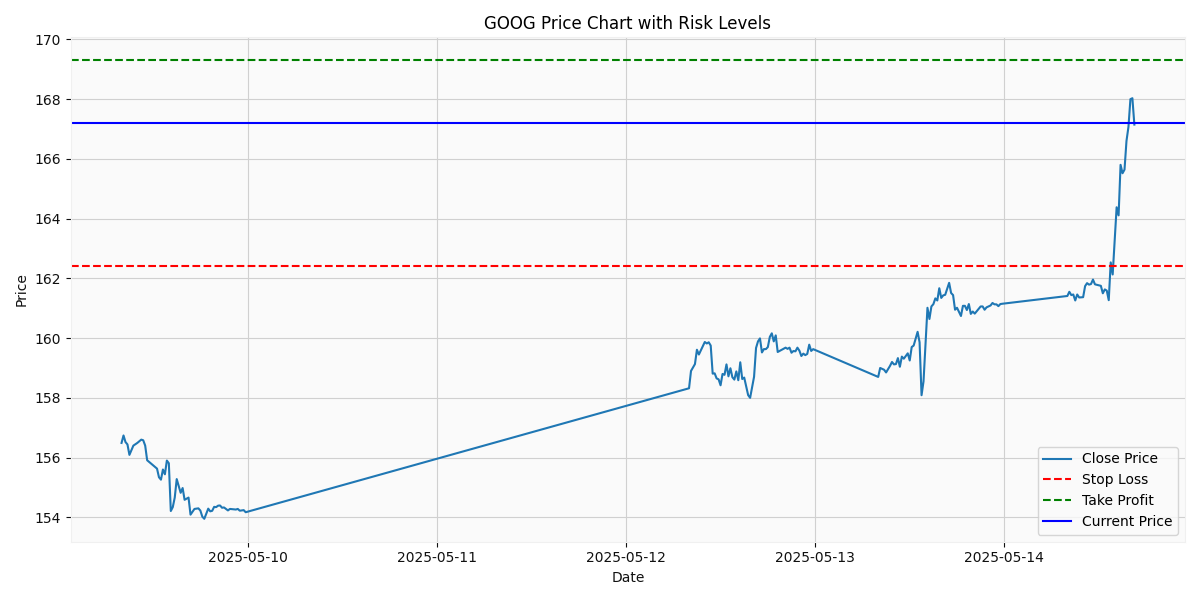 GOOG Price Chart with Risk Levels
170
168
166
164
162
160
158
156
154
Price
2025-05-10 2025-05-11 2025-05-12 2025-05-13 2025-05-14
Date
Close Price
Stop Loss
Take Profit
Current Price